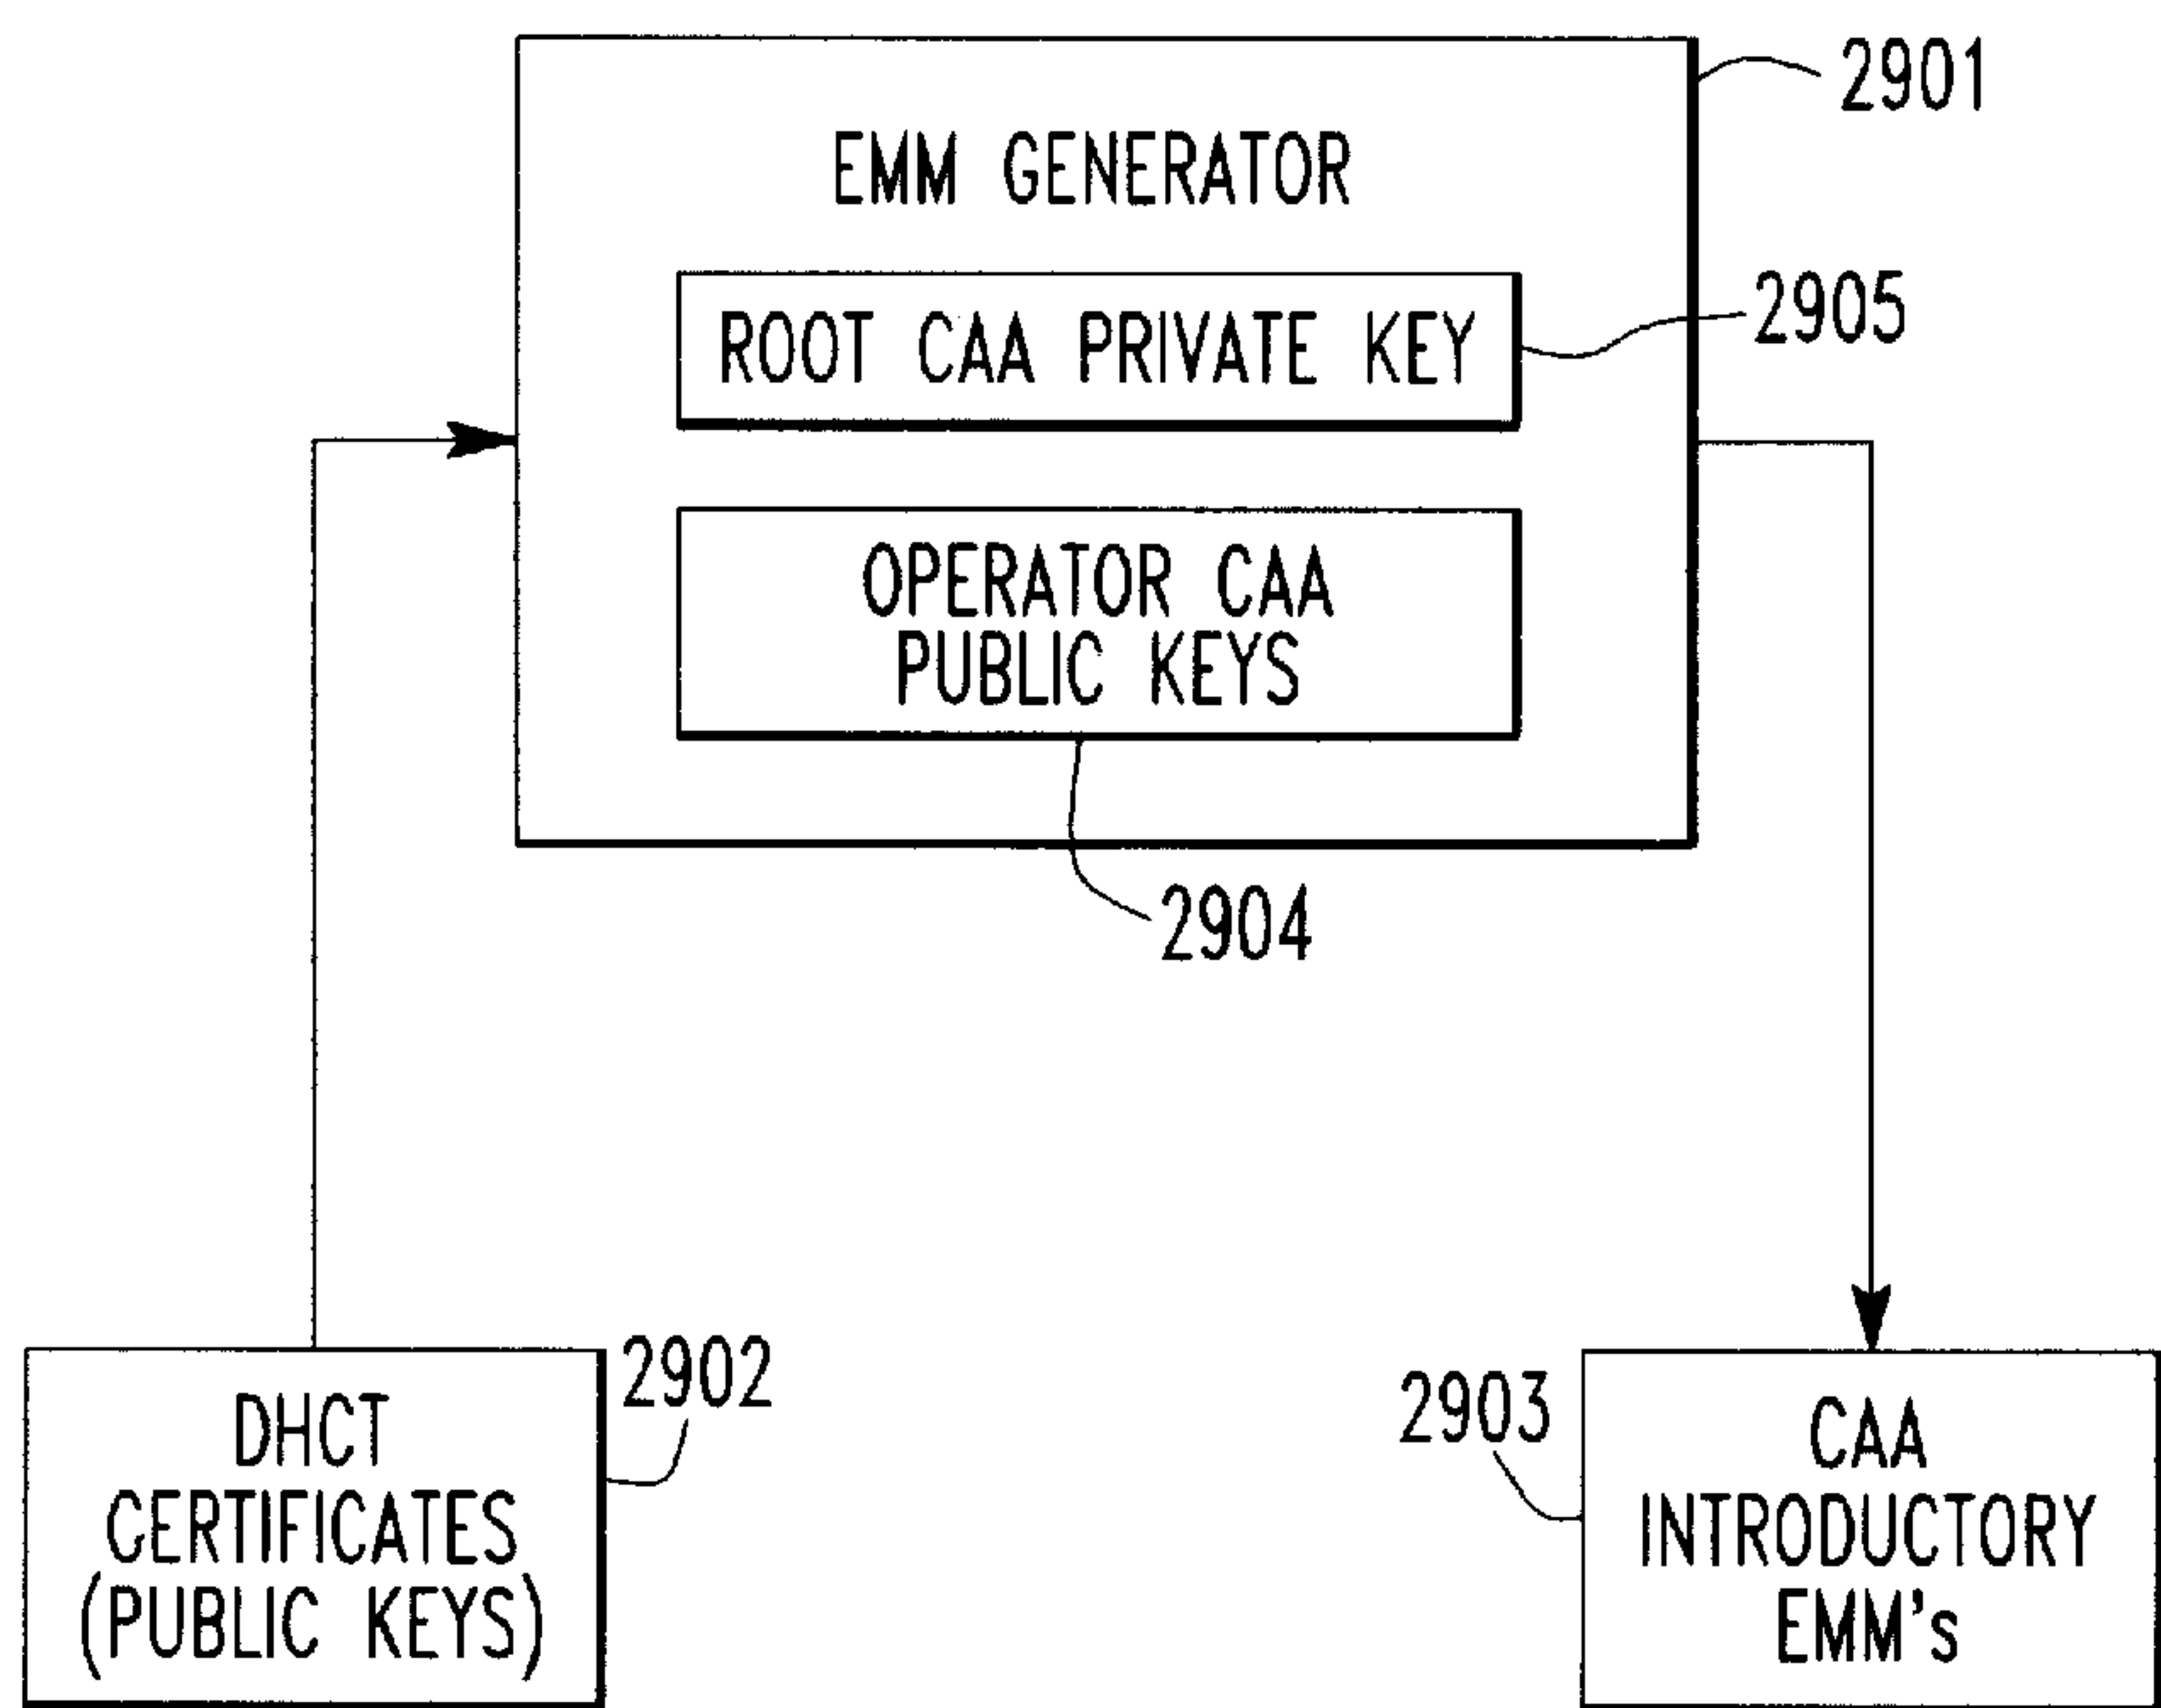 2901
EMM GENERATOR
ROOT CAA PRIVATE KEY
2905
OPERATOR CAA
PUBLIC KEYS
2904
DHCT
CERTIFICATES
(PUBLIC KEYS)
2902
2903
CAA
INTRODUCTORY
EMM's